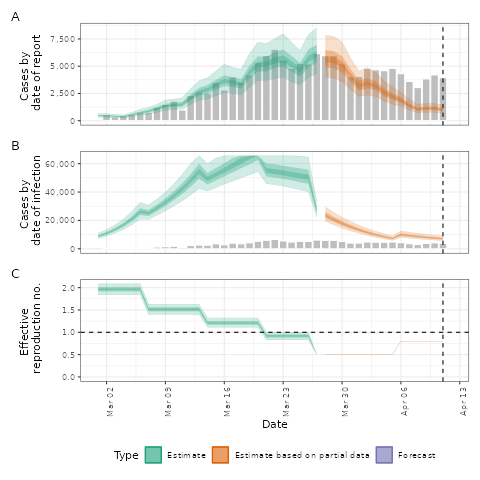 A
Cases by
date of report
7,500
5,000
2,500
0
B
Cases by
date of infection
60,000
40,000
20,000
0
C
Effective
reproduction no.
2.0
1.5
1.0
0.5
0.0
Mar 02
Mar 09
Mar 16
Mar 23
Mar 30
Apr 06
Apr 13
Date
Type
Estimate
Estimate based on partial data
Forecast